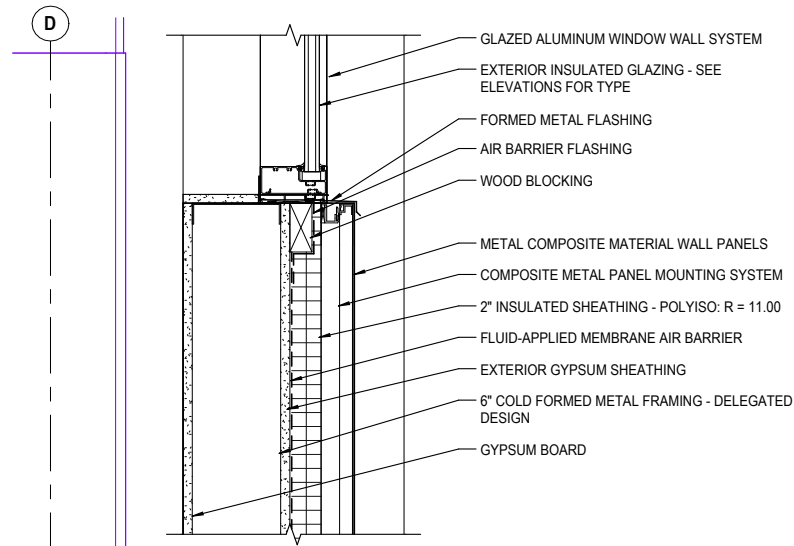 D
GLAZED ALUMINUM WINDOW WALL SYSTEM
EXTERIOR INSULATED GLAZING - SEE
ELEVATIONS FOR TYPE
FORMED METAL FLASHING
AIR BARRIER FLASHING
WOOD BLOCKING
METAL COMPOSITE MATERIAL WALL PANELS
COMPOSITE METAL PANEL MOUNTING SYSTEM
2" INSULATED SHEATHING - POLYISO: R = 11.00
FLUID-APPLIED MEMBRANE AIR BARRIER
EXTERIOR GYPSUM SHEATHING
6" COLD FORMED METAL FRAMING - DELEGATED
DESIGN
GYPSUM BOARD